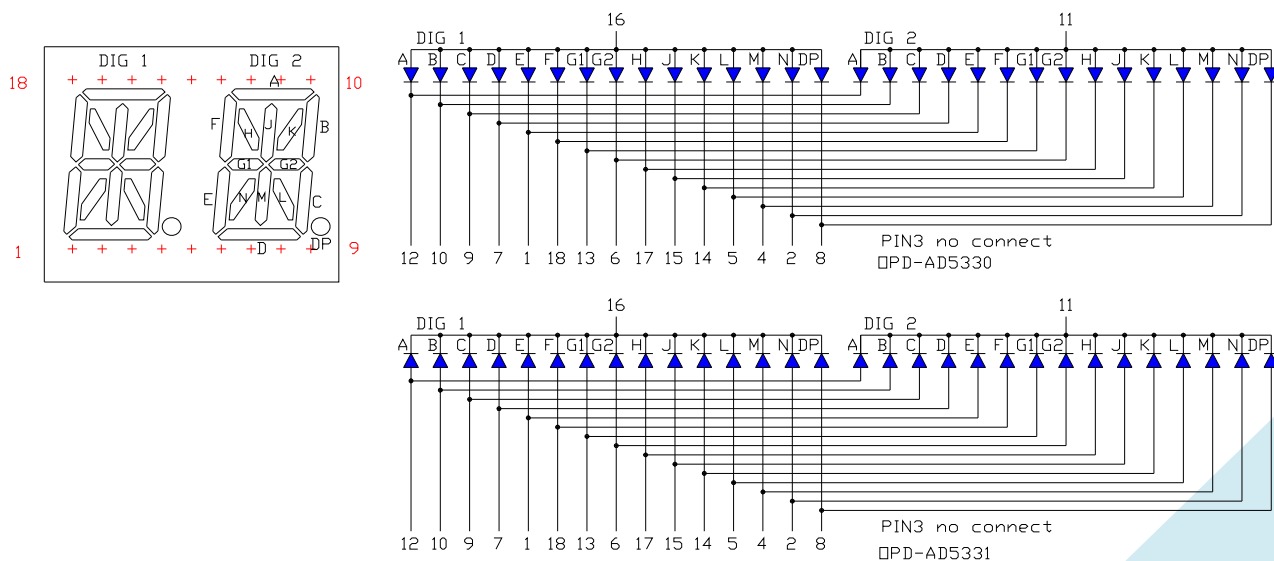 DIG 1 DIG 2
18 10
A
F H J K B
G1 G2
E N M L C
D DP
1 9
16 11
DIG 1 DIG 2
A B C D E F G1 G2 H J K L M N DP A B C D E F G1 G2 H J K L M N DP
12 10 9 7 1 18 13 6 17 15 14 5 4 2 8
PIN3 no connect
OPD-AD5330
16 11
DIG 1 DIG 2
A B C D E F G1 G2 H J K L M N DP A B C D E F G1 G2 H J K L M N DP
12 10 9 7 1 18 13 6 17 15 14 5 4 2 8
PIN3 no connect
OPD-AD5331